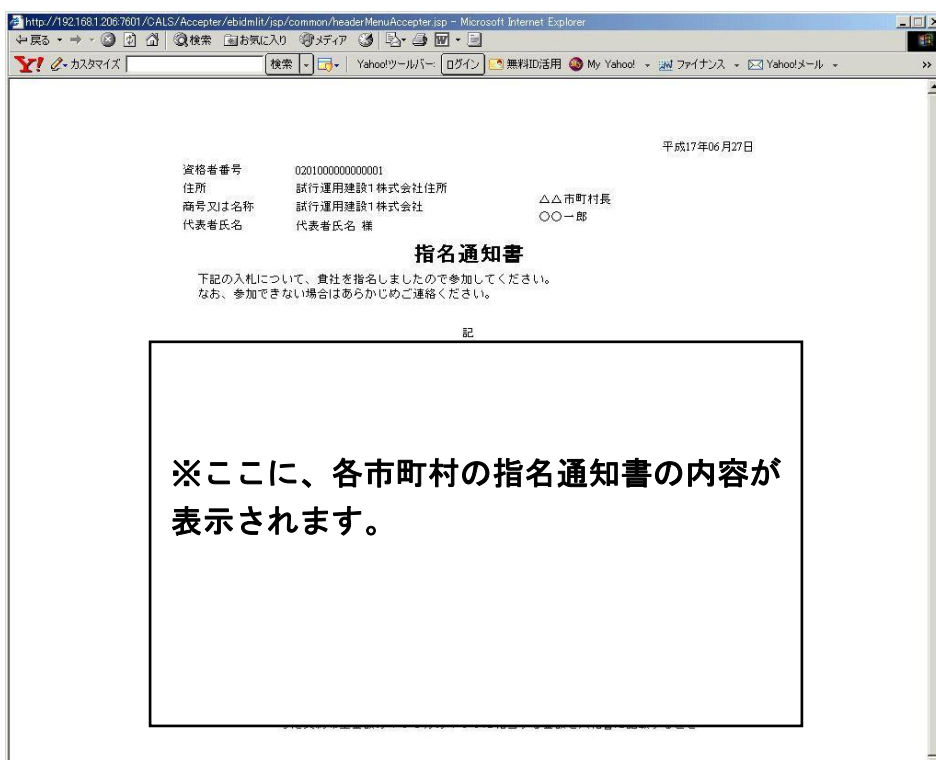 http://192.168.1.206:7601/CALS/Accepter/ebidmlit/jsp/common/headerMenuAccepter.jsp - Microsoft Internet Explorer
戻る 検索 お気に入り メディア
Y! カスタマイズ 検索 Yahoo!ツールバー: ログイン 無料ID活用 My Yahoo! ファイナンス Yahoo!メール »
平成17年06月27日
資格者番号 0201000000000001
住所 試行運用建設1株式会社住所
商号又は名称 試行運用建設1株式会社 △△市町村長
代表者氏名 代表者氏名 様 〇〇一郎
指名通知書
下記の入札について、貴社を指名しましたので参加してください。
なお、参加できない場合はあらかじめご連絡ください。
記
※ここに、各市町村の指名通知書の内容が
表示されます。